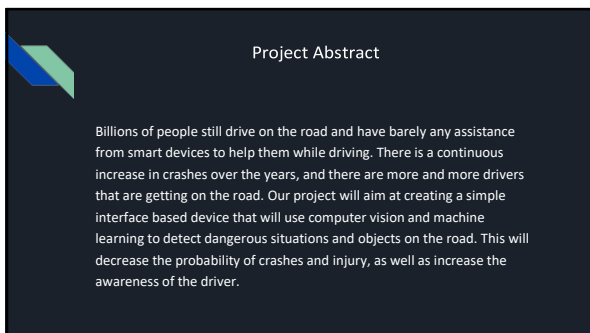 Project Abstract
Billions of people still drive on the road and have barely any assistance
from smart devices to help them while driving. There is a continuous
increase in crashes over the years, and there are more and more drivers
that are getting on the road. Our project will aim at creating a simple
interface based device that will use computer vision and machine
learning to detect dangerous situations and objects on the road. This will
decrease the probability of crashes and injury, as well as increase the
awareness of the driver.